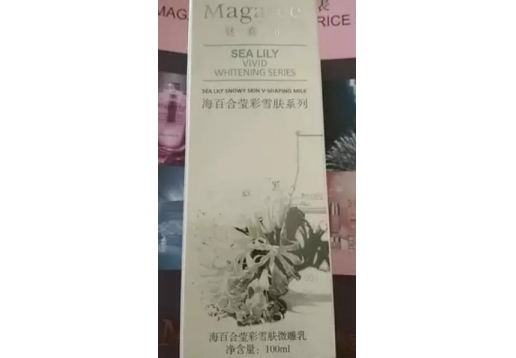 SEA LILY
VIVID
WHITENING SERIES
SEA LILY SNOWY SKIN V-SHAPING MILK
海百合莹彩雪肤系列
海百合莹彩雪肤微雕乳
净含量：100ml
MAG
RICE
表